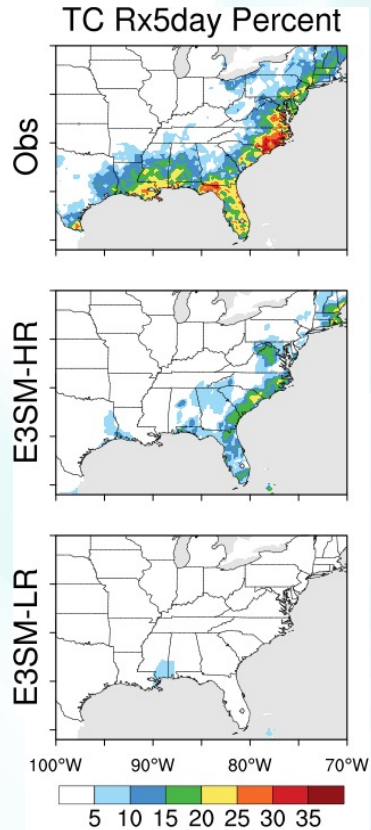 TC Rx5day Percent
Obs
E3SM-HR
E3SM-LR
100°W 90°W 80°W 70°W
5 10 15 20 25 30 35